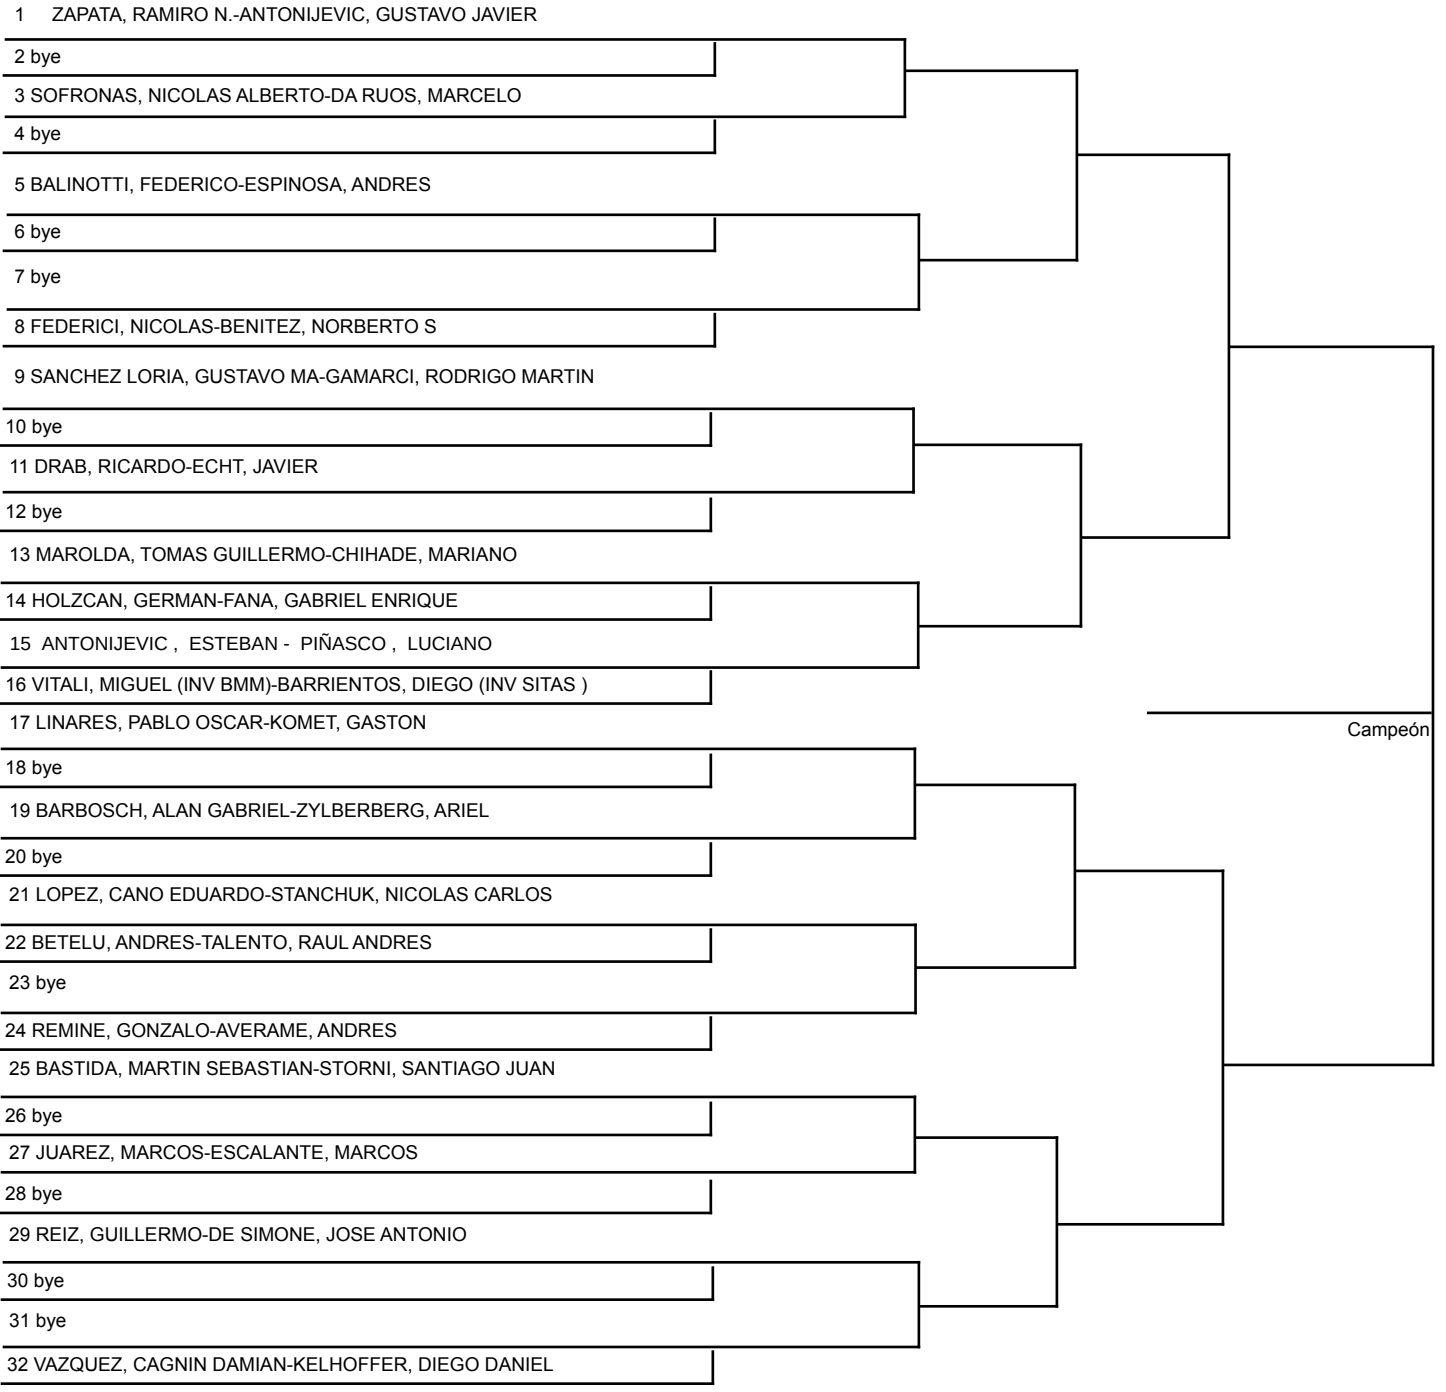 1 ZAPATA, RAMIRO N.-ANTONIJEVIC, GUSTAVO JAVIER
2 bye
3 SOFRONAS, NICOLAS ALBERTO-DA RUOS, MARCELO
4 bye
5 BALINOTTI, FEDERICO-ESPINOSA, ANDRES
6 bye
7 bye
8 FEDERICI, NICOLAS-BENITEZ, NORBERTO S
9 SANCHEZ LORIA, GUSTAVO MA-GAMARCI, RODRIGO MARTIN
10 bye
11 DRAB, RICARDO-ECHT, JAVIER
12 bye
13 MAROLDA, TOMAS GUILLERMO-CHIHADE, MARIANO
14 HOLZCAN, GERMAN-FANA, GABRIEL ENRIQUE
15 ANTONIJEVIC , ESTEBAN - PIÑASCO , LUCIANO
16 VITALI, MIGUEL (INV BMM)-BARRIENTOS, DIEGO (INV SITAS )
17 LINARES, PABLO OSCAR-KOMET, GASTON
Campeón
18 bye
19 BARBOSCH, ALAN GABRIEL-ZYLBERBERG, ARIEL
20 bye
21 LOPEZ, CANO EDUARDO-STANCHUK, NICOLAS CARLOS
22 BETELU, ANDRES-TALENTO, RAUL ANDRES
23 bye
24 REMINE, GONZALO-AVERAME, ANDRES
25 BASTIDA, MARTIN SEBASTIAN-STORNI, SANTIAGO JUAN
26 bye
27 JUAREZ, MARCOS-ESCALANTE, MARCOS
28 bye
29 REIZ, GUILLERMO-DE SIMONE, JOSE ANTONIO
30 bye
31 bye
32 VAZQUEZ, CAGNIN DAMIAN-KELHOFFER, DIEGO DANIEL